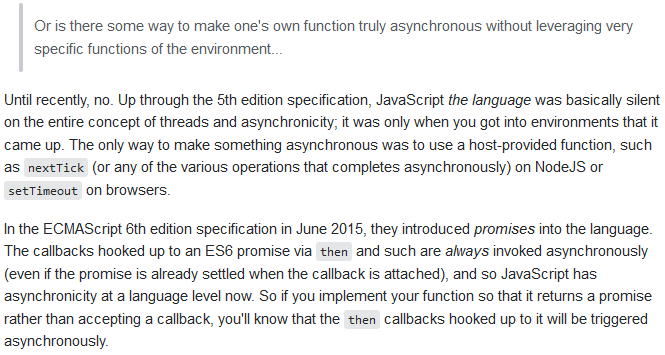 Or is there some way to make one's own function truly asynchronous without leveraging very
specific functions of the environment...
Until recently, no. Up through the 5th edition specification, JavaScript the language was basically silent
on the entire concept of threads and asynchronicity; it was only when you got into environments that it
came up. The only way to make something asynchronous was to use a host-provided function, such
as nextTick (or any of the various operations that completes asynchronously) on NodeJS or
setTimeout on browsers.
In the ECMAScript 6th edition specification in June 2015, they introduced promises into the language.
The callbacks hooked up to an ES6 promise via then and such are always invoked asynchronously
(even if the promise is already settled when the callback is attached), and so JavaScript has
asynchronicity at a language level now. So if you implement your function so that it returns a promise
rather than accepting a callback, you'll know that the then callbacks hooked up to it will be triggered
asynchronously.